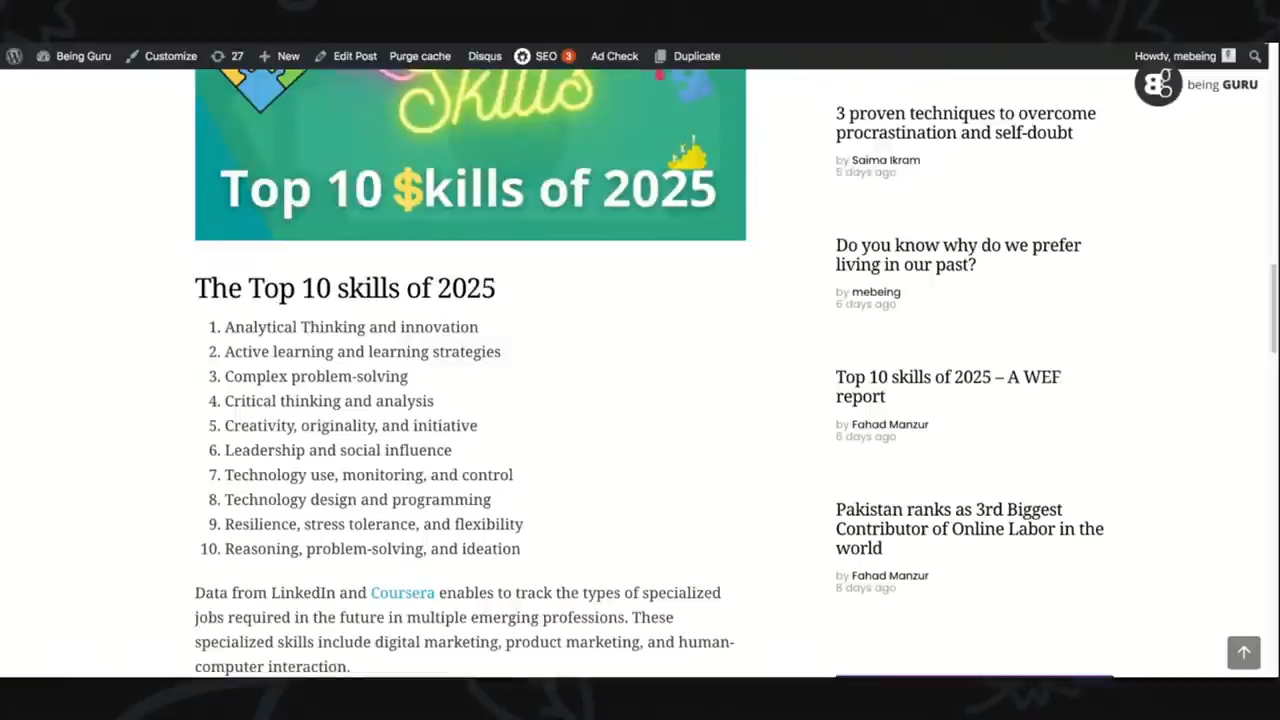 Being Guru
Customize
27
New
Edit Post
Purge cache
Disqus
SEO 3
Ad Check
Duplicate
Howdy, mebeing
being GURU
Skills
Top 10 $kills of 2025
The Top 10 skills of 2025
1. Analytical Thinking and innovation
2. Active learning and learning strategies
3. Complex problem-solving
4. Critical thinking and analysis
5. Creativity, originality, and initiative
6. Leadership and social influence
7. Technology use, monitoring, and control
8. Technology design and programming
9. Resilience, stress tolerance, and flexibility
10. Reasoning, problem-solving, and ideation
Data from LinkedIn and Coursera enables to track the types of specialized
jobs required in the future in multiple emerging professions. These
specialized skills include digital marketing, product marketing, and human-
computer interaction.
3 proven techniques to overcome
procrastination and self-doubt
by Saima Ikram
5 days ago
Do you know why do we prefer
living in our past?
by mebeing
6 days ago
Top 10 skills of 2025 – A WEF
report
by Fahad Manzur
6 days ago
Pakistan ranks as 3rd Biggest
Contributor of Online Labor in the
world
by Fahad Manzur
8 days ago